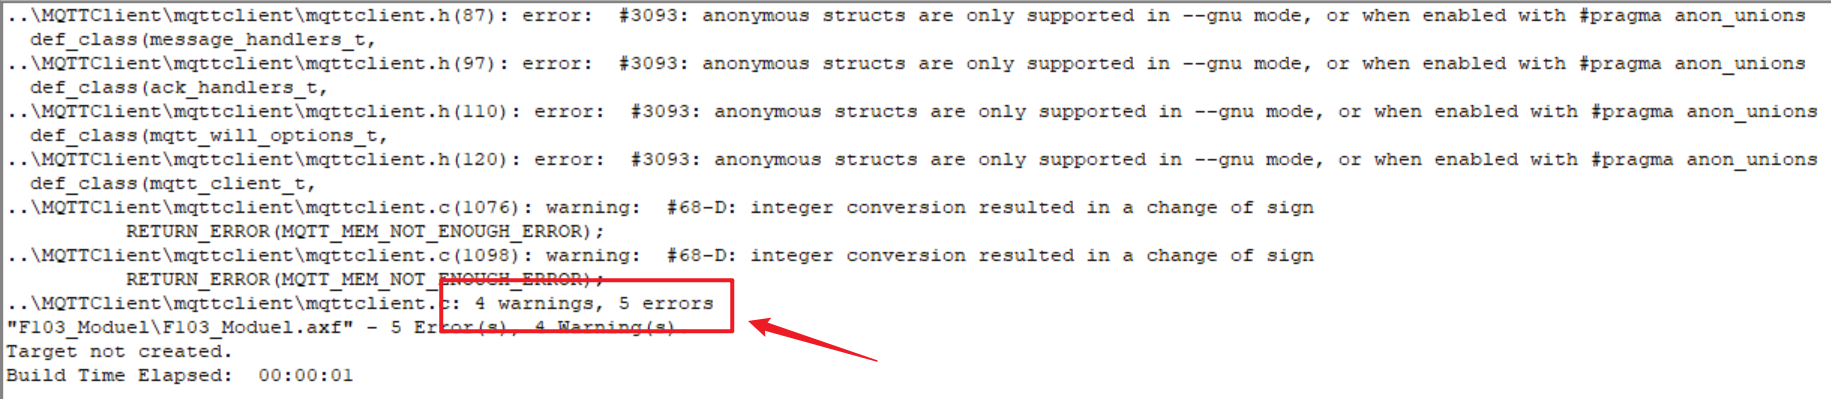 ..\MQTTClient\mqttclient\mqttclient.h(87): error:  #3093: anonymous structs are only supported in --gnu mode, or when enabled with #pragma anon_unions
  def_class(message_handlers_t,
..\MQTTClient\mqttclient\mqttclient.h(97): error:  #3093: anonymous structs are only supported in --gnu mode, or when enabled with #pragma anon_unions
  def_class(ack_handlers_t,
..\MQTTClient\mqttclient\mqttclient.h(110): error:  #3093: anonymous structs are only supported in --gnu mode, or when enabled with #pragma anon_unions
  def_class(mqtt_will_options_t,
..\MQTTClient\mqttclient\mqttclient.h(120): error:  #3093: anonymous structs are only supported in --gnu mode, or when enabled with #pragma anon_unions
  def_class(mqtt_client_t,
..\MQTTClient\mqttclient\mqttclient.c(1076): warning:  #68-D: integer conversion resulted in a change of sign
          RETURN_ERROR(MQTT_MEM_NOT_ENOUGH_ERROR);
..\MQTTClient\mqttclient\mqttclient.c(1098): warning:  #68-D: integer conversion resulted in a change of sign
          RETURN_ERROR(MQTT_MEM_NOT_ENOUGH_ERROR);
..\MQTTClient\mqttclient\mqttclient.c: 4 warnings, 5 errors
"F103_Moduel\F103_Moduel.axf" - 5 Error(s), 4 Warning(s).
Target not created.
Build Time Elapsed:  00:00:01